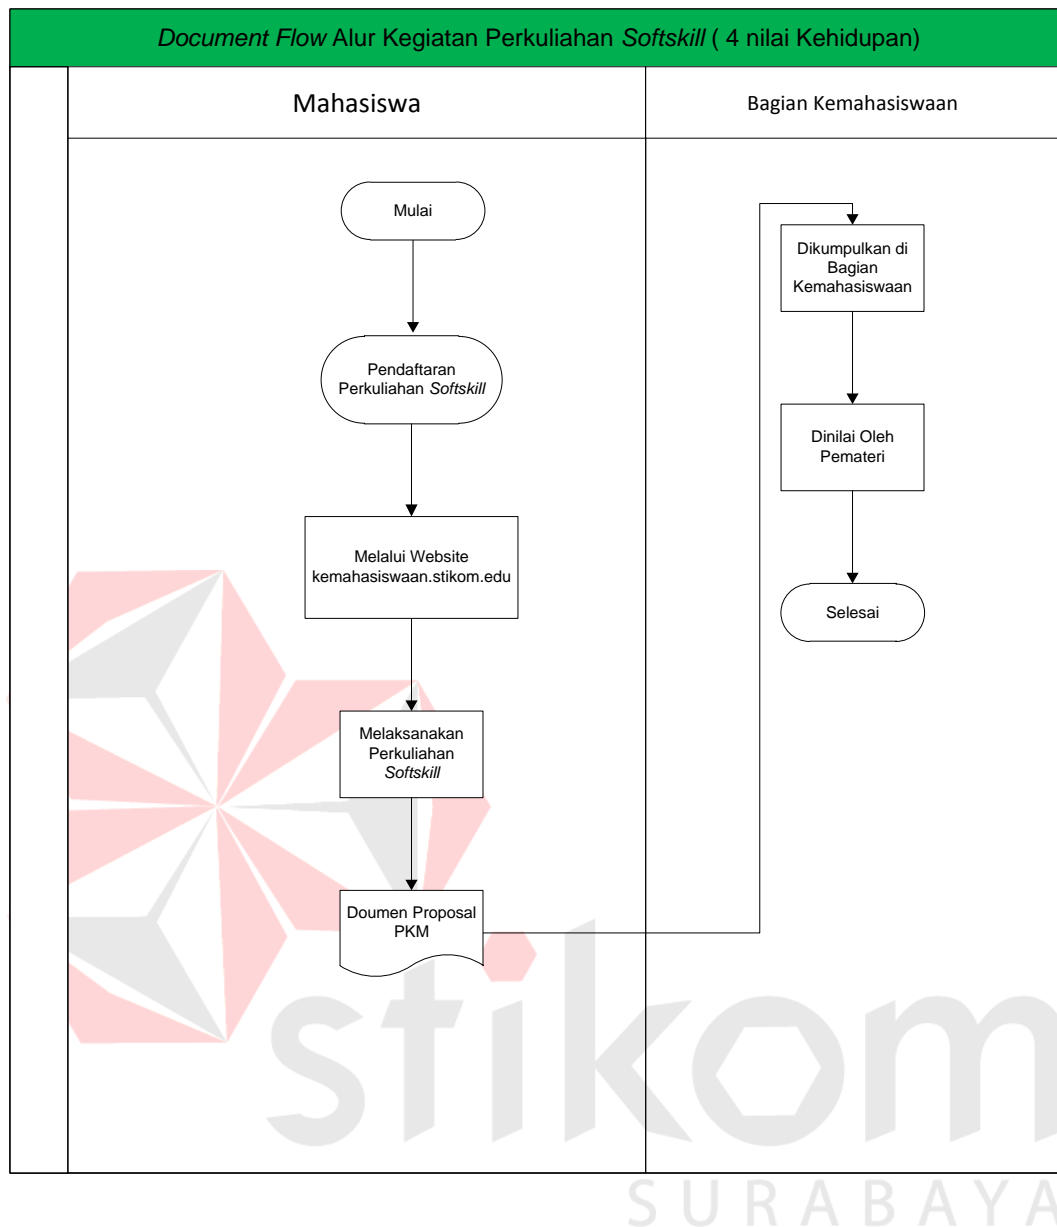 Document Flow Alur Kegiatan Perkuliahan Softskill ( 4 nilai Kehidupan)
Mahasiswa
Bagian Kemahasiswaan
Mulai
Pendaftaran
Perkuliahan Softskill
Melalui Website
kemahasiswaan.stikom.edu
Melaksanakan
Perkuliahan
Softskill
Doumen Proposal
PKM
Dikumpulkan di
Bagian
Kemahasiswaan
Dinilai Oleh
Pemateri
Selesai
stikom
SURABAYA